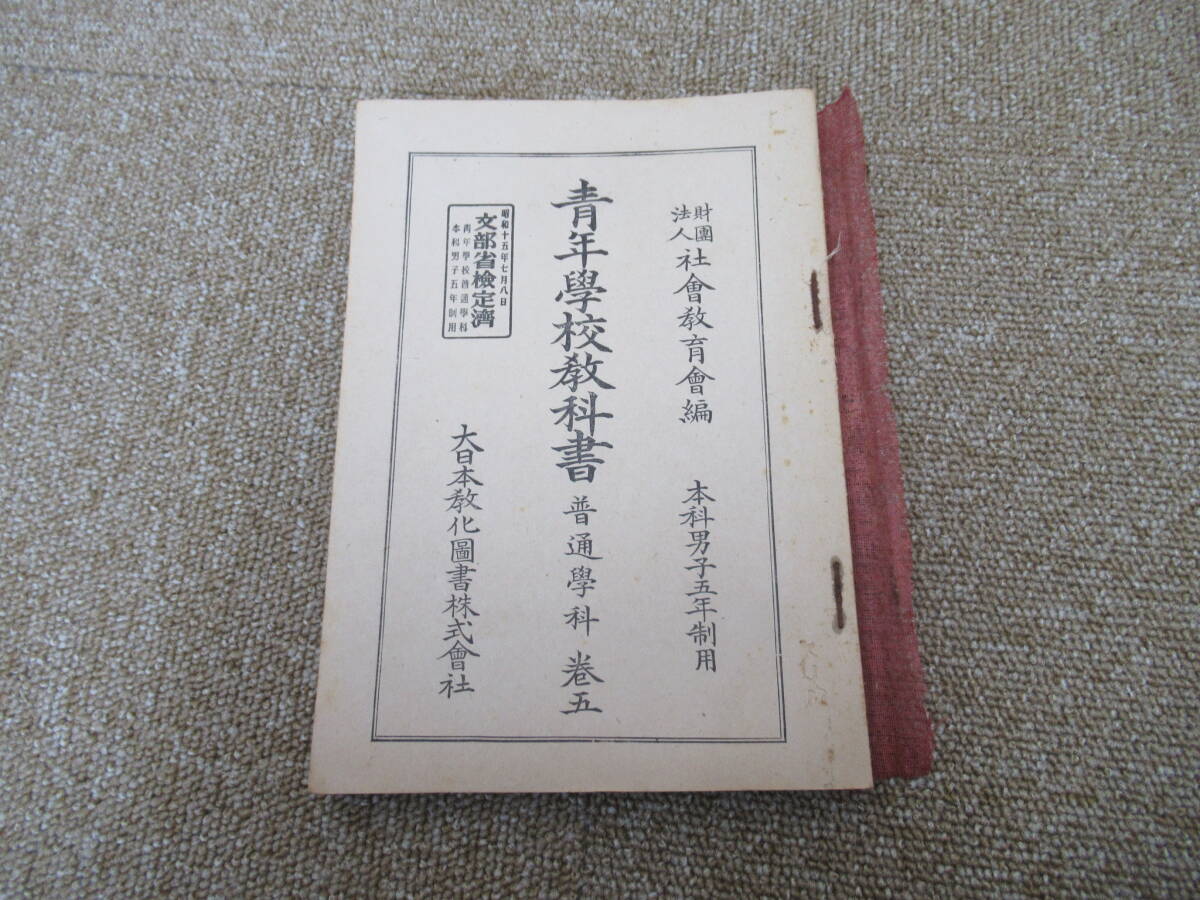 財團法人社會教育會編 本科男子五年制用
青年學校教科書 普通學科 卷五
昭和十五年七月八日
文部省檢定濟
靑年學校普通學科
本科男子五年制用
大日本教化圖書株式會社